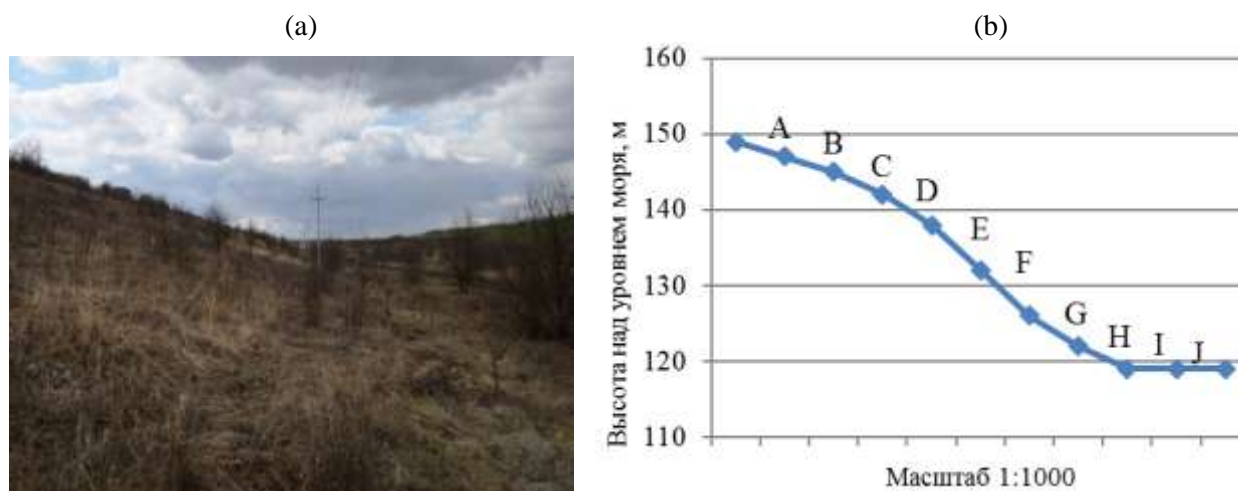 (a)
(b)
Высота над уровнем моря, м
160
150
140
130
120
110
A
B
C
D
E
F
G
H
I
J
Масштаб 1:1000